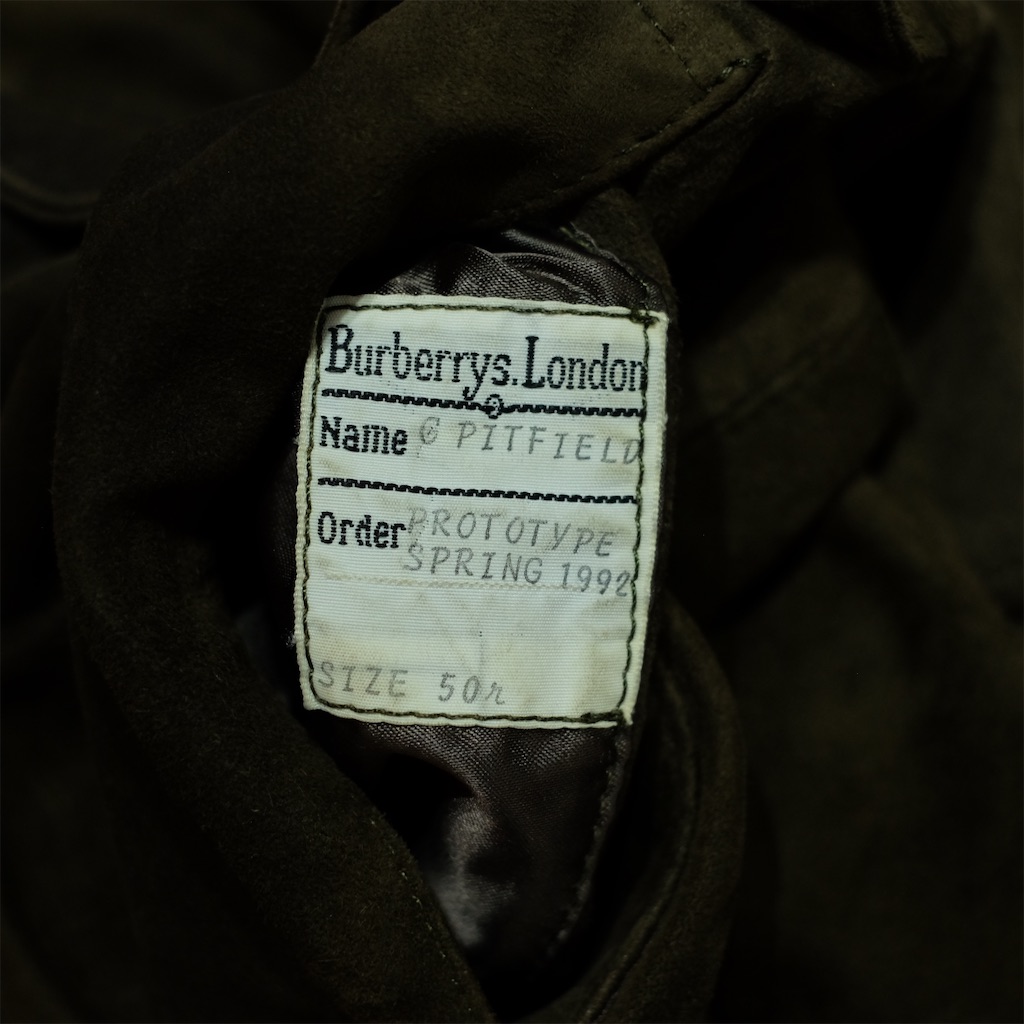 Burberrys. London
Name C PITFIELD
Order PROTOTYPE
SPRING 1992
SIZE 50r